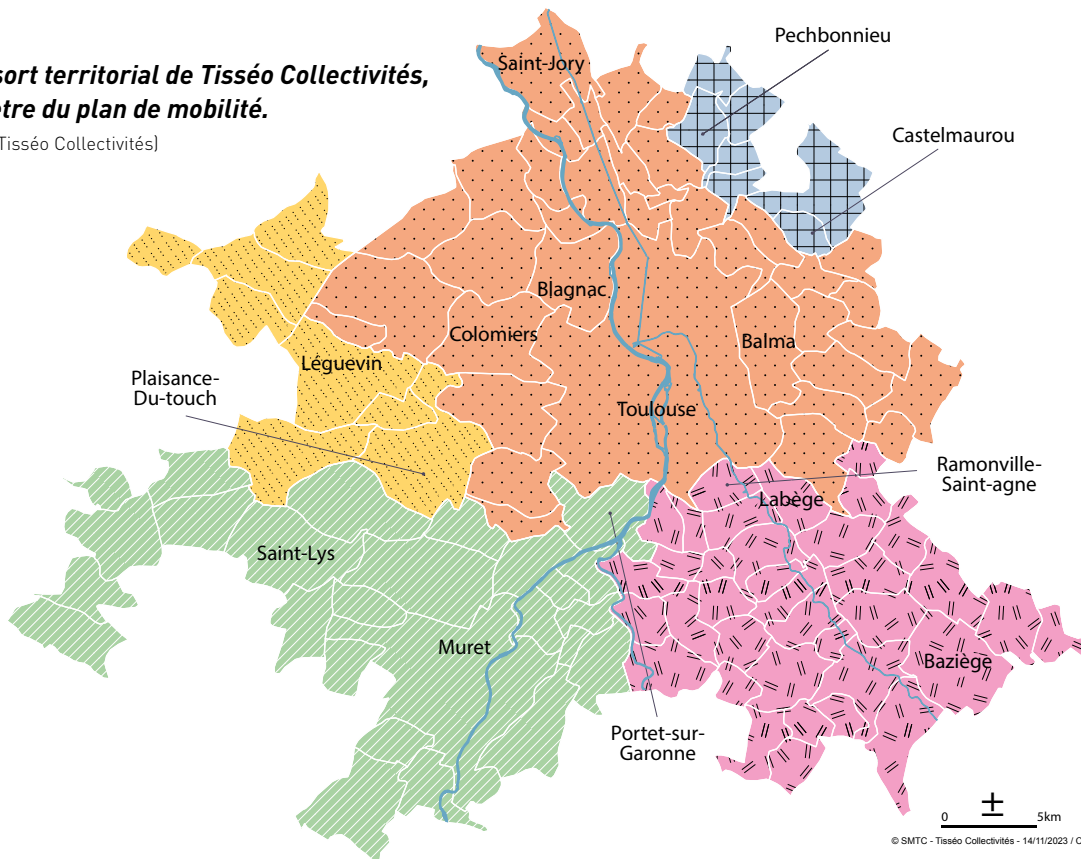 sort territorial de Tisséo Collectivités,
être du plan de mobilité.
Tisséo Collectivités)
Saint-Jory
Pechbonnieu
Castelmaurou
Blagnac
Colomiers
Balma
Léguevin
Plaisance-
Du-touch
Toulouse
Ramonville-
Saint-agne
Labège
Saint-Lys
Muret
Baziège
Portet-sur-
Garonne
±
0 5km
© SMTC - Tisséo Collectivités - 14/11/2023 / C